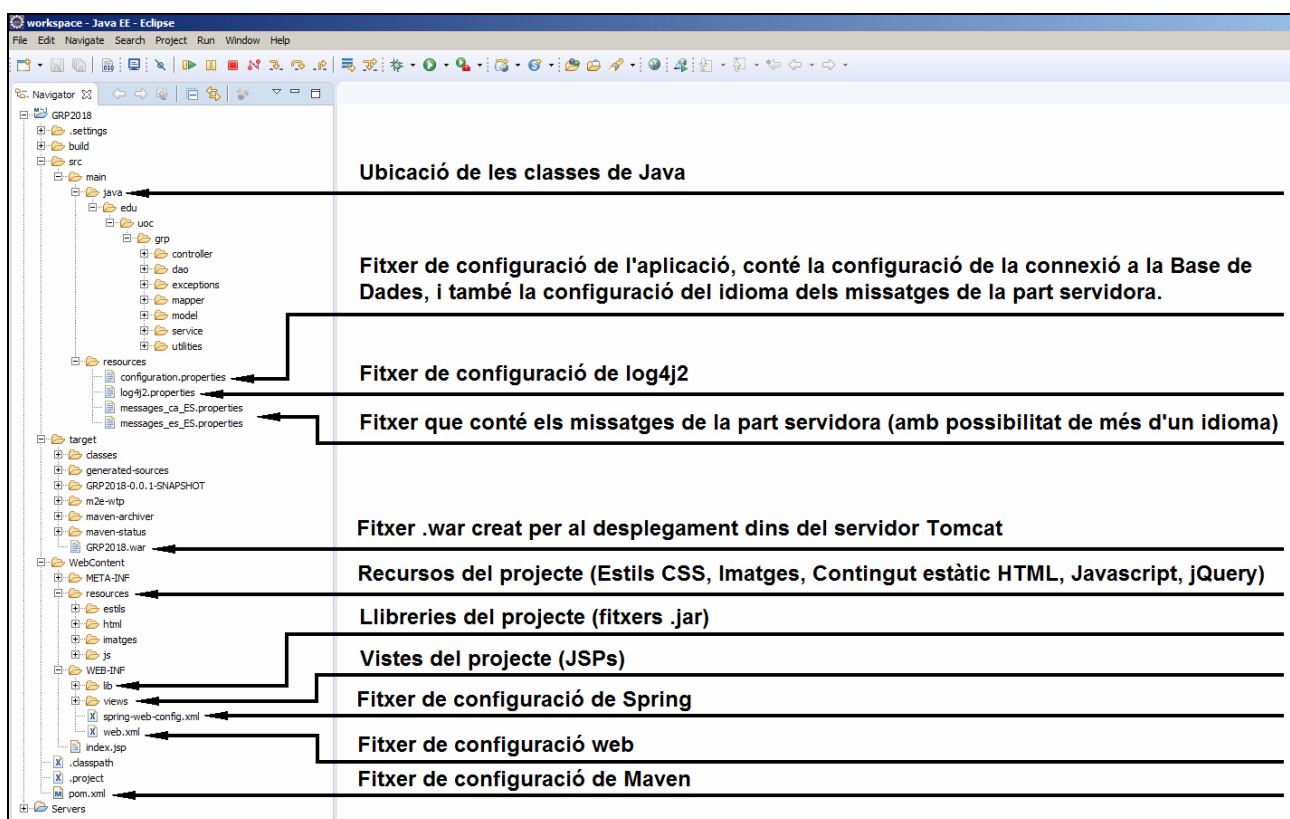 workspace - Java EE - Eclipse
File Edit Navigate Search Project Run Window Help
Navigator
GRP2018
.settings
build
src
main
Ubicació de les classes de Java
java
edu
uoc
grp
controller
dao
Fitxer de configuració de l'aplicació, conté la configuració de la connexió a la Base de
Dades, i també la configuració del idioma dels missatges de la part servidora.
exceptions
mapper
model
service
utilities
resources
Fitxer de configuració de log4j2
configuration.properties
log4j2.properties
messages_ca_ES.properties
Fitxer que conté els missatges de la part servidora (amb possibilitat de més d'un idioma)
messages_es_ES.properties
target
classes
generated-sources
GRP2018-0.0.1-SNAPSHOT
m2e-wtp
maven-archiver
Fitxer .war creat per al desplegament dins del servidor Tomcat
maven-status
GRP2018.war
WebContent
Recursos del projecte (Estils CSS, Imatges, Contingut estàtic HTML, Javascript, jQuery)
META-INF
resources
estils
Llibreries del projecte (fitxers .jar)
html
imatges
js
Vistes del projecte (JSPs)
WEB-INF
lib
views
Fitxer de configuració de Spring
spring-web-config.xml
web.xml
Fitxer de configuració web
index.jsp
.classpath
.project
Fitxer de configuració de Maven
pom.xml
Servers